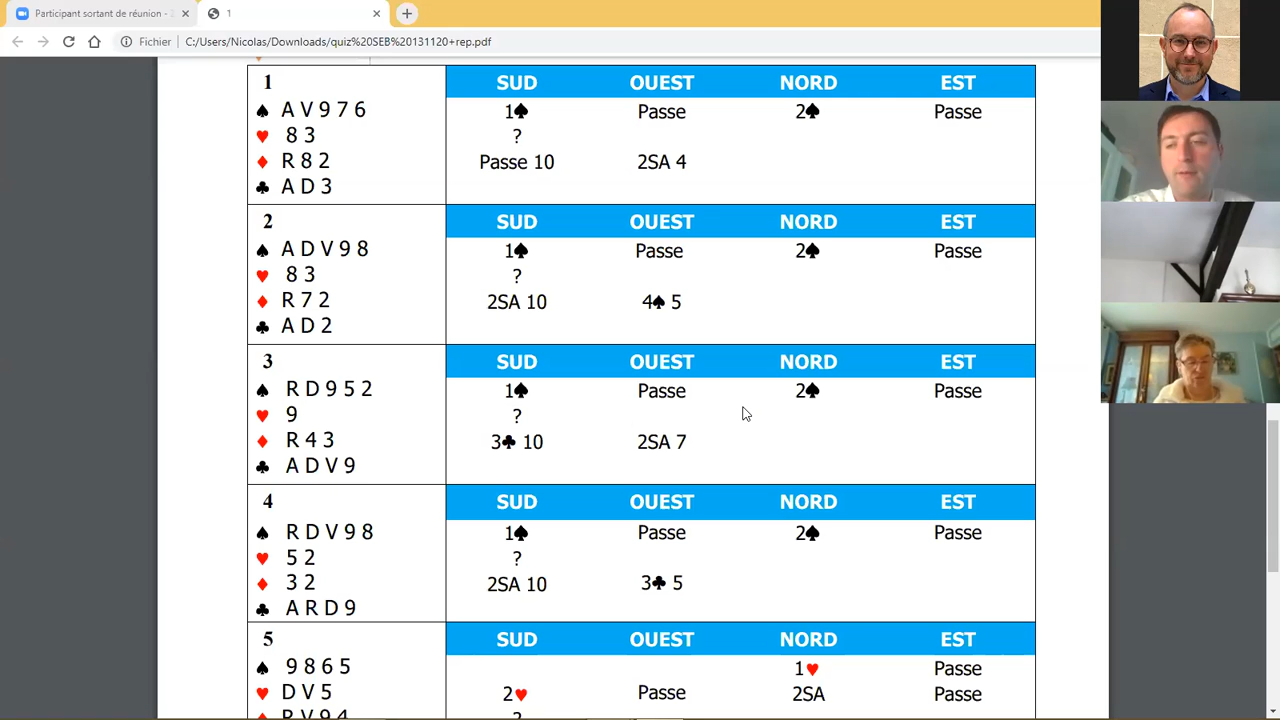 Participant sortant de réunion - 2
1
Fichier
C:/Users/Nicolas/Downloads/quiz%20SEB%20131120+rep.pdf
1 SUD OUEST NORD EST
♠ A V 9 7 6 1♠ Passe 2♠ Passe
♥ 8 3 ?
♦ R 8 2 Passe 10 2SA 4
♣ A D 3
2 SUD OUEST NORD EST
♠ A D V 9 8 1♠ Passe 2♠ Passe
♥ 8 3 ?
♦ R 7 2 2SA 10 4♠ 5
♣ A D 2
3 SUD OUEST NORD EST
♠ R D 9 5 2 1♠ Passe 2♠ Passe
♥ 9 ?
♦ R 4 3 3♣ 10 2SA 7
♣ A D V 9
4 SUD OUEST NORD EST
♠ R D V 9 8 1♠ Passe 2♠ Passe
♥ 5 2 ?
♦ 3 2 2SA 10 3♣ 5
♣ A R D 9
5 SUD OUEST NORD EST
♠ 9 8 6 5 1♥ Passe
♥ D V 5 2♥ Passe 2SA Passe
♦ R V 9 4 ?